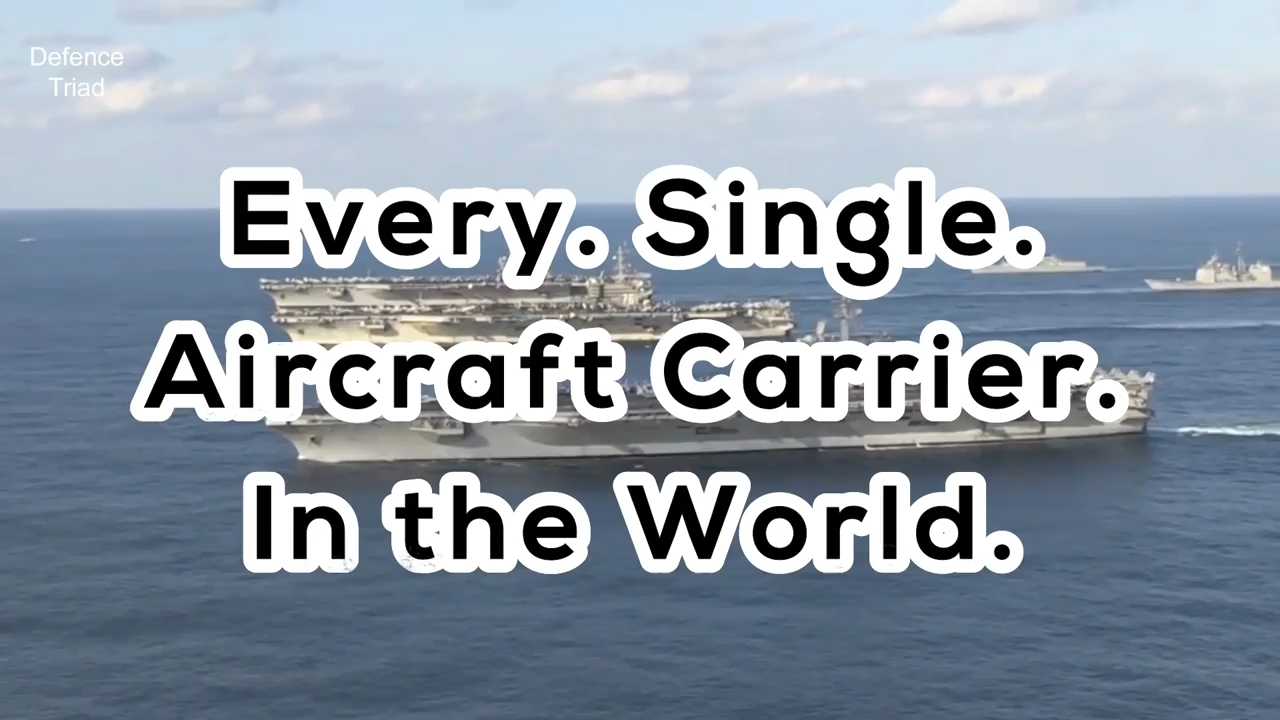 Defence
Triad
Every. Single.
Aircraft Carrier.
In the World.